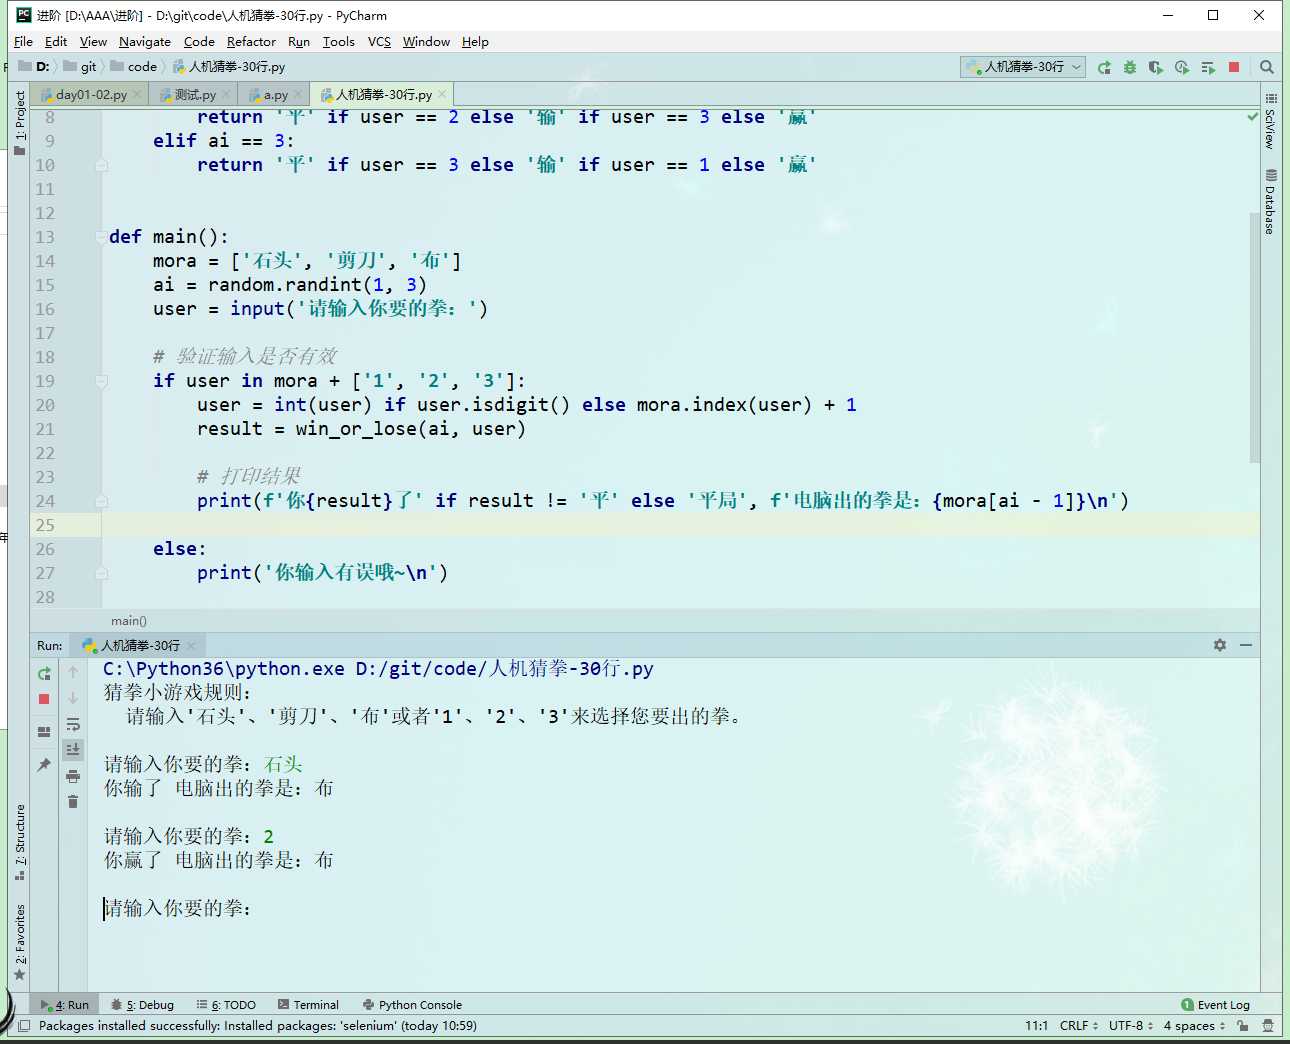 进阶 [D:\AAA\进阶] - D:\git\code\人机猜拳-30行.py - PyCharm
File Edit View Navigate Code Refactor Run Tools VCS Window Help
D: git code 人机猜拳-30行.py 人机猜拳-30行
day01-02.py 测试.py a.py 人机猜拳-30行.py
1: Project
SciView
Database
8 return '平' if user == 2 else '输' if user == 3 else '赢'
9 elif ai == 3:
10 return '平' if user == 3 else '输' if user == 1 else '赢'
11
12
13 def main():
14 mora = ['石头', '剪刀', '布']
15 ai = random.randint(1, 3)
16 user = input('请输入你要的拳：')
17
18 # 验证输入是否有效
19 if user in mora + ['1', '2', '3']:
20 user = int(user) if user.isdigit() else mora.index(user) + 1
21 result = win_or_lose(ai, user)
22
23 # 打印结果
24 print(f'你{result}了' if result != '平' else '平局', f'电脑出的拳是：{mora[ai - 1]}\n')
25
26 else:
27 print('你输入有误哦~\n')
28
main()
Run: 人机猜拳-30行
C:\Python36\python.exe D:/git/code/人机猜拳-30行.py
猜拳小游戏规则：
请输入'石头'、'剪刀'、'布'或者'1'、'2'、'3'来选择您要出的拳。
请输入你要的拳：石头
你输了 电脑出的拳是：布
请输入你要的拳：2
你赢了 电脑出的拳是：布
请输入你要的拳：
7: Structure
2: Favorites
4: Run 5: Debug 6: TODO Terminal Python Console 1 Event Log
Packages installed successfully: Installed packages: 'selenium' (today 10:59) 11:1 CRLF UTF-8 4 spaces